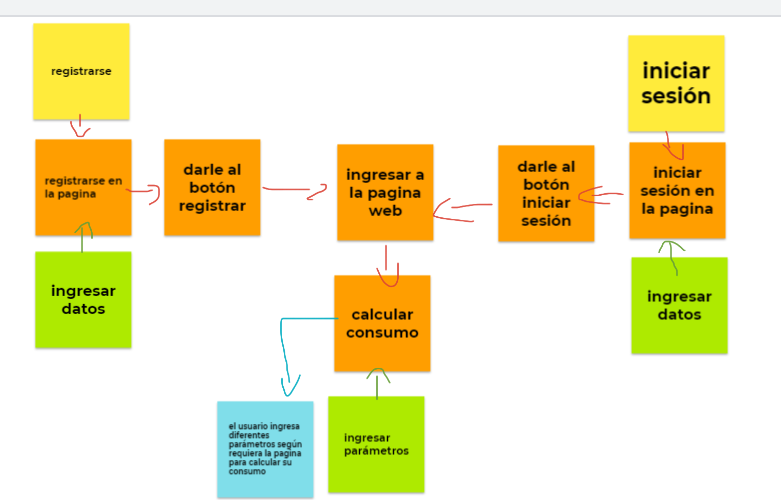 registrarse
iniciar
sesión
registrarse en
la pagina
darle al
botón
registrar
ingresar a
la pagina
web
darle al
botón
iniciar
sesión
iniciar
sesión en
la pagina
ingresar
datos
calcular
consumo
ingresar
datos
el usuario ingresa
diferentes
parámetros según
requiera la pagina
para calcular su
consumo
ingresar
parámetros